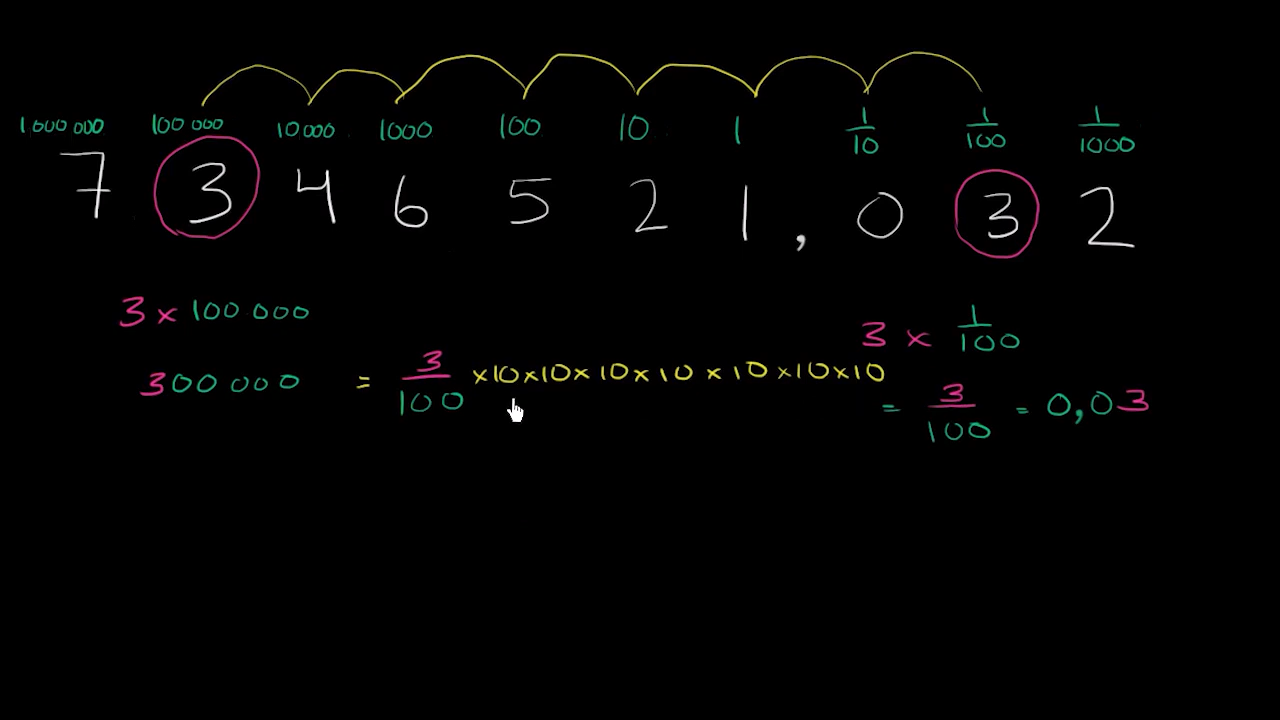 1 000 000 100 000 10 000 1000 100 10 1 1/10 1/100 1/1000
7 3 4 6 5 2 1 , 0 3 2
3 × 100 000 3 × 1/100
300 000 = 3/100 ×10×10×10×10×10×10×10
= 3/100 = 0,03